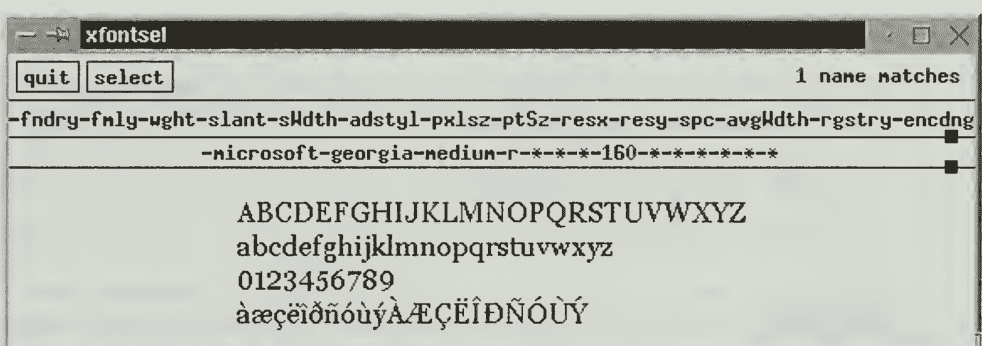 xfontsel
quit select 1 name matches
-fndry-fmly-wght-slant-sWdth-adstyl-pxlsz-ptSz-resx-resy-spc-avgWdth-rgstry-encdng
-microsoft-georgia-medium-r-*-*-*-160-*-*-*-*-*-*
ABCDEFGHIJKLMNOPQRSTUVWXYZ
abcdefghijklmnopqrstuvwxyz
0123456789
àæçëîðñóùýÀÆÇËÎÐÑÓÙÝ